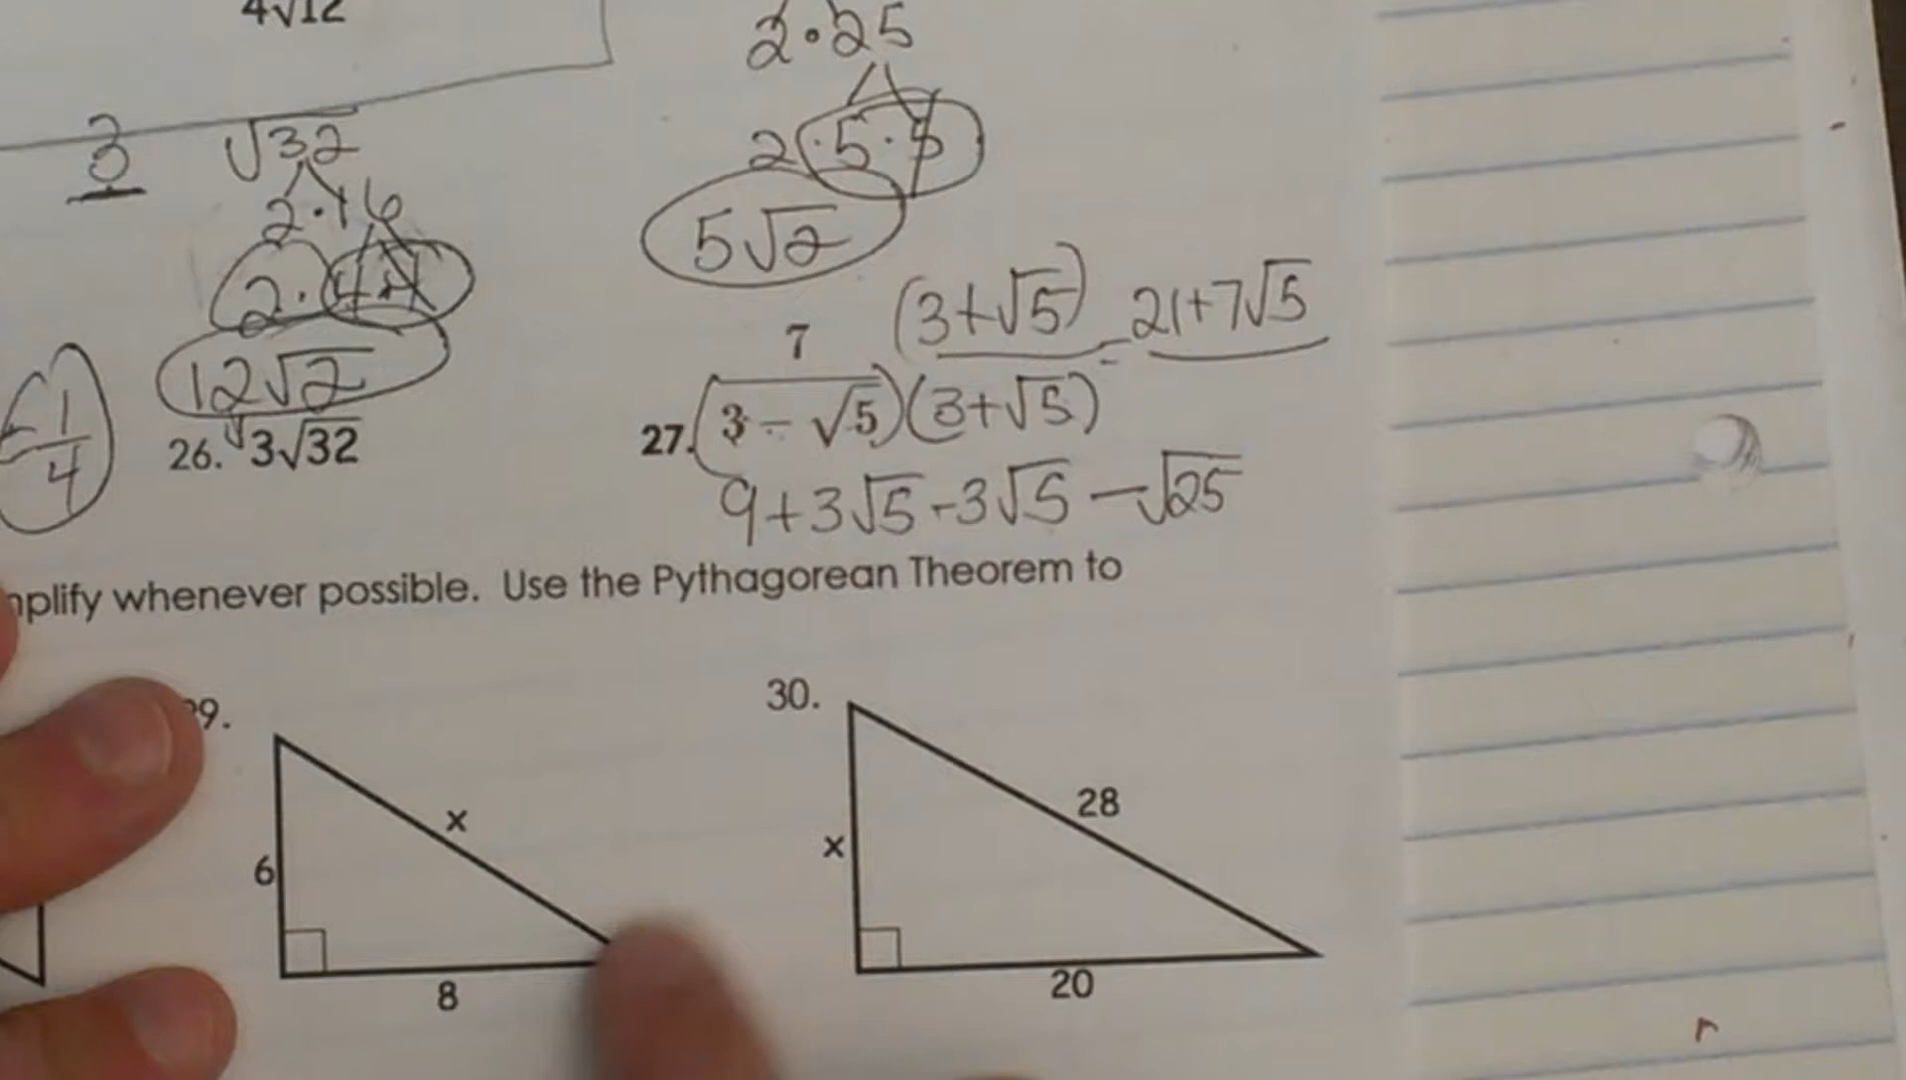 4√12
2·25
2·5·5
5√2
3 √32
2·16
2·4·4
12√2
26. 3√32
-1/4
7 (3+√5) = 21+7√5
27. (3 - √5)(3+√5)
9+3√5-3√5-√25
plify whenever possible. Use the Pythagorean Theorem to
9.
x
6
8
30.
28
x
20
r